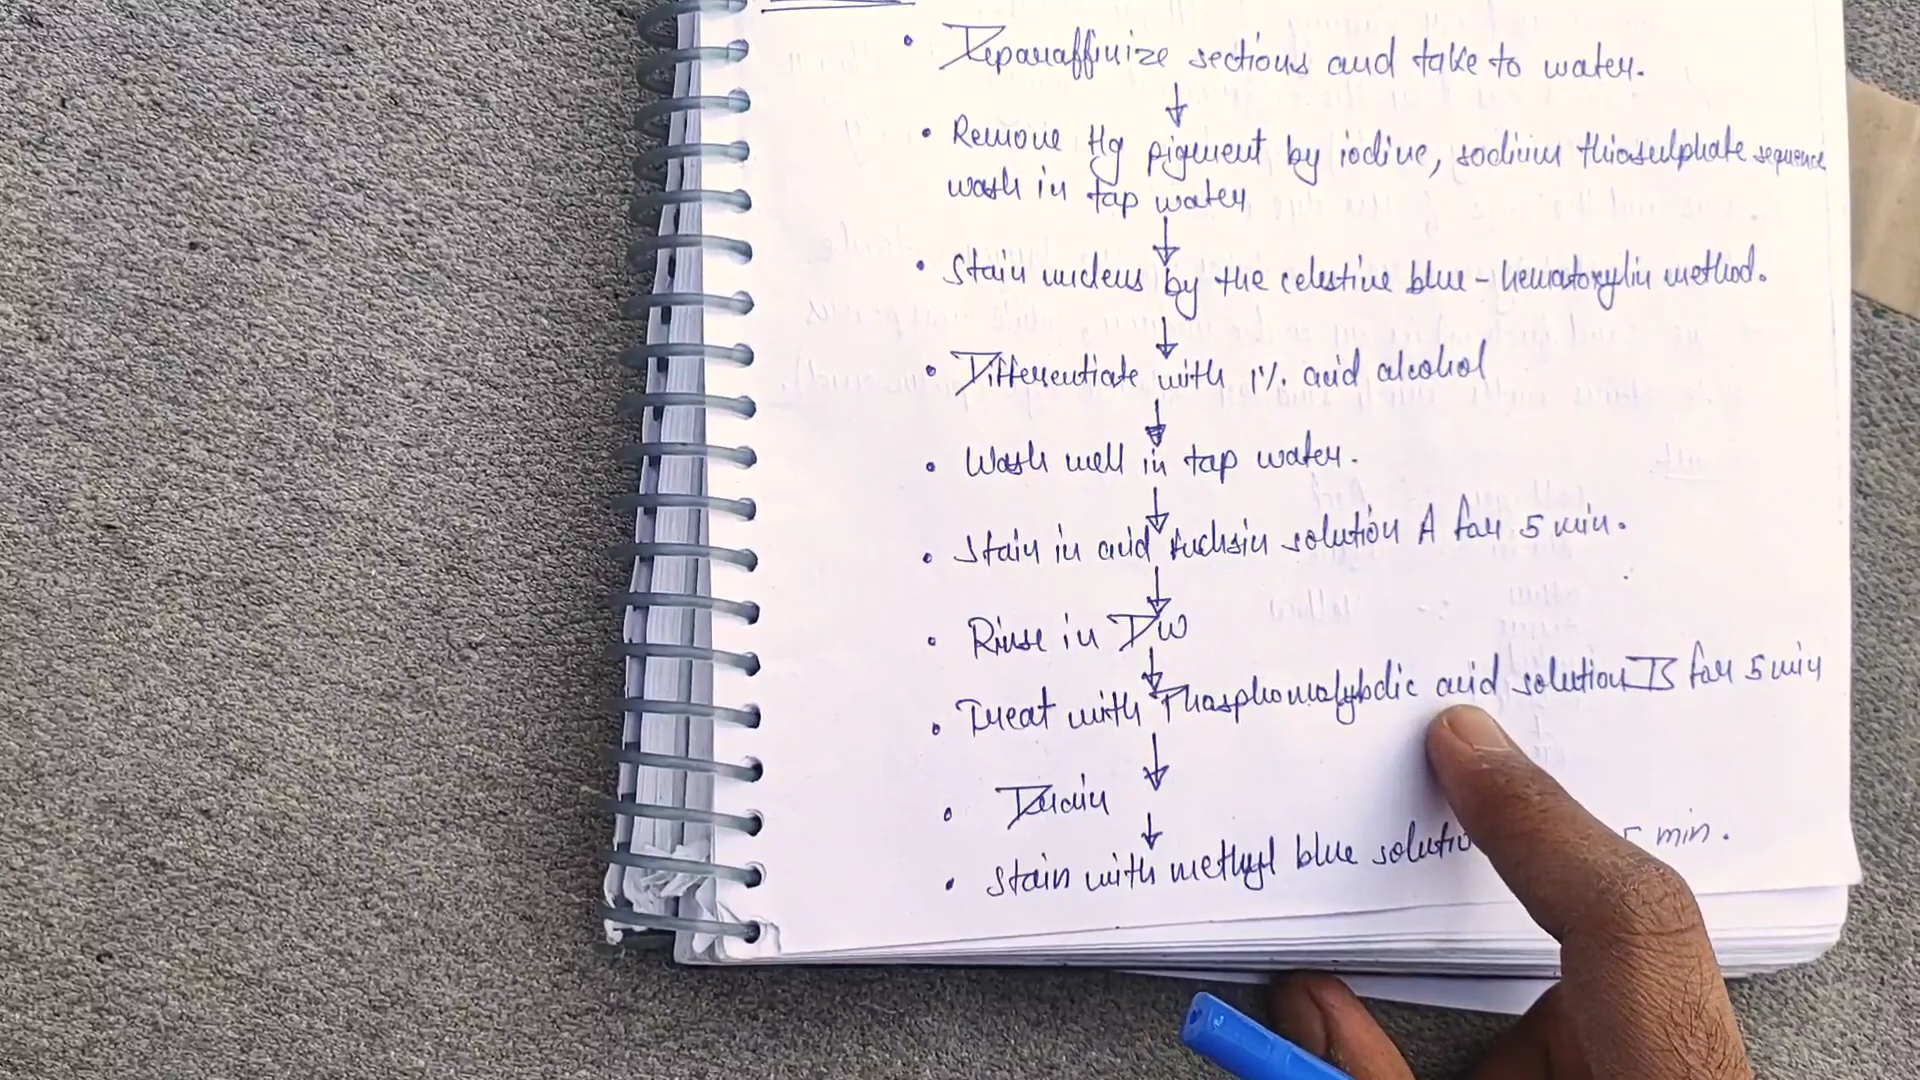 • Deparaffinize sections and take to water.
↓
• Remove Hg pigment by iodine, sodium thiosulphate sequence
wash in tap water
↓
• Stain nucleus by the celestine blue - hematoxylin method.
↓
• Differentiate with 1% acid alcohol
↓
• Wash well in tap water.
↓
• Stain in acid fuchsin solution A for 5 min.
↓
• Rinse in DW
↓
• Treat with Phosphomolybdic acid solution B for 5 min
↓
• Drain
↓
• Stain with methyl blue solutio 5 min.